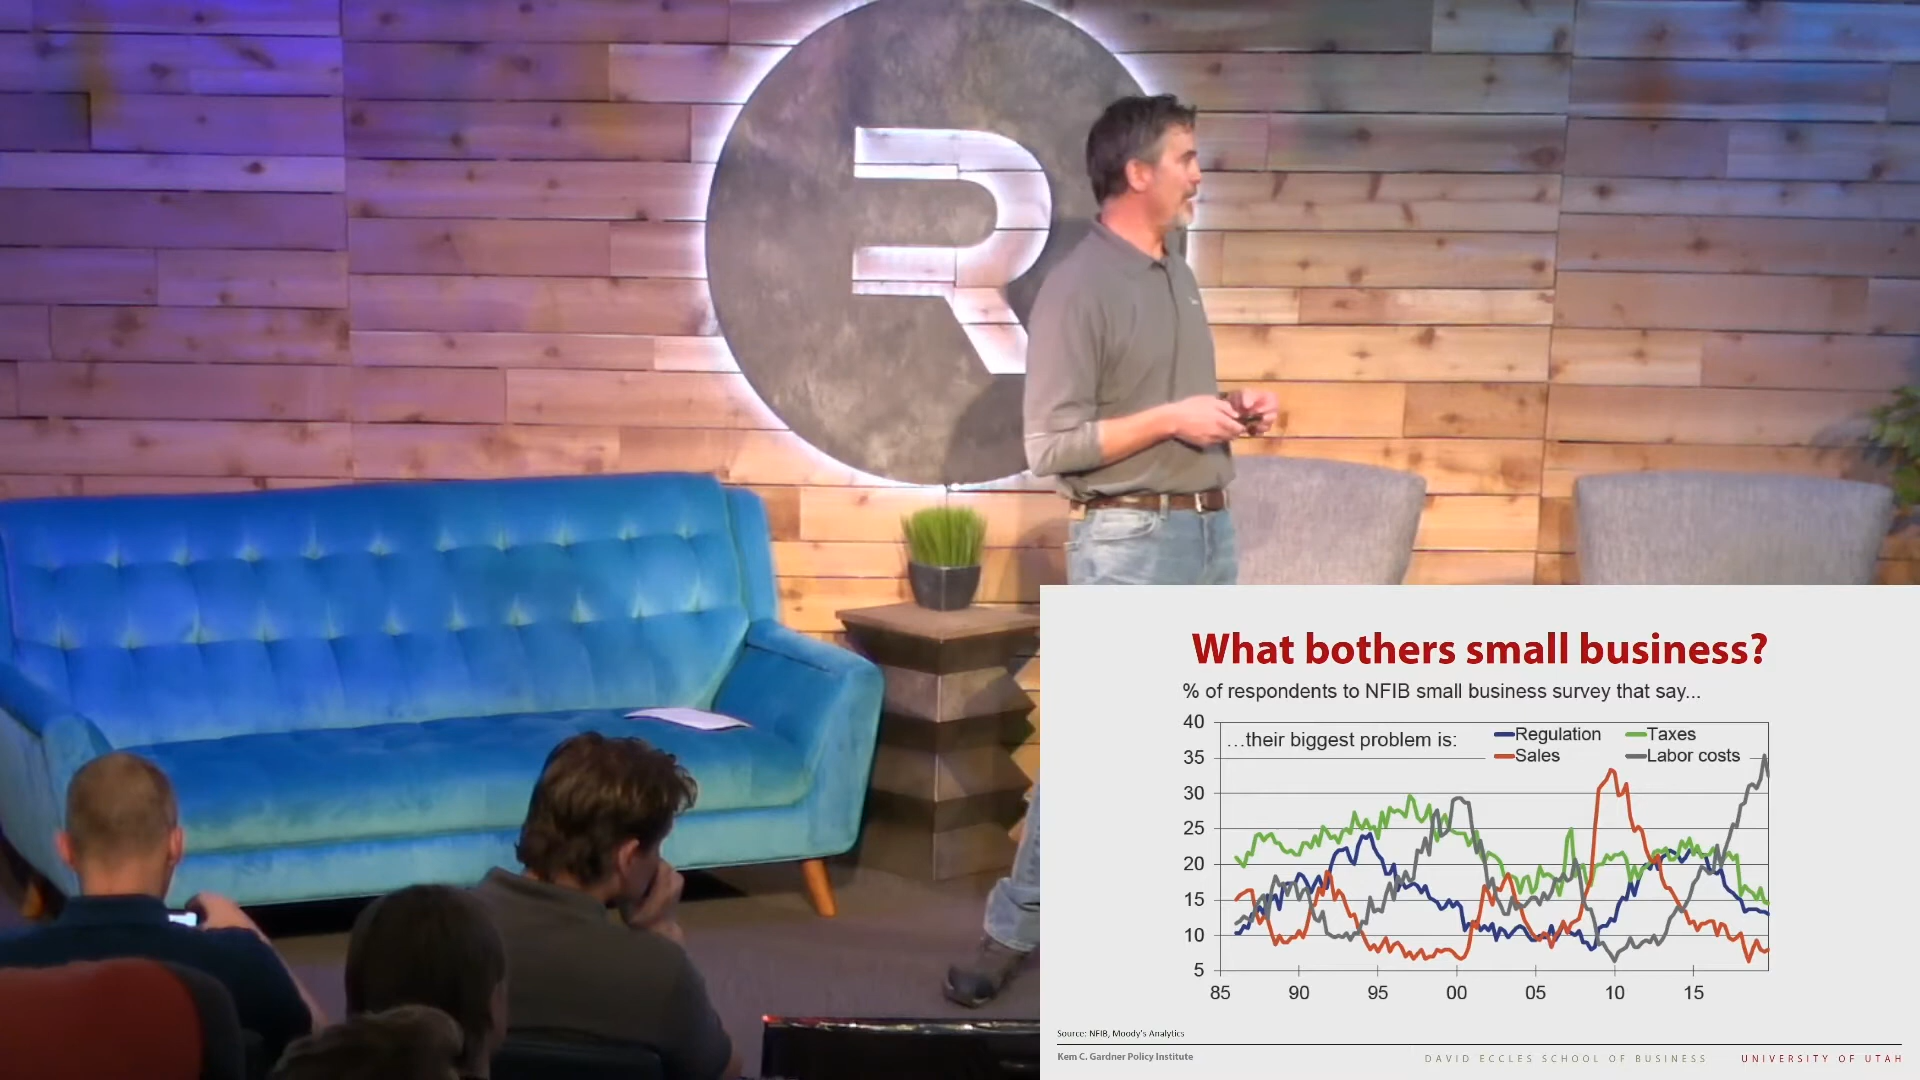 R
What bothers small business?
% of respondents to NFIB small business survey that say...
40
...their biggest problem is:
Regulation
Taxes
35
Sales
Labor costs
30
25
20
15
10
5
85 90 95 00 05 10 15
Source: NFIB, Moody's Analytics
Kem C. Gardner Policy Institute
DAVID ECCLES SCHOOL OF BUSINESS UNIVERSITY OF UTAH